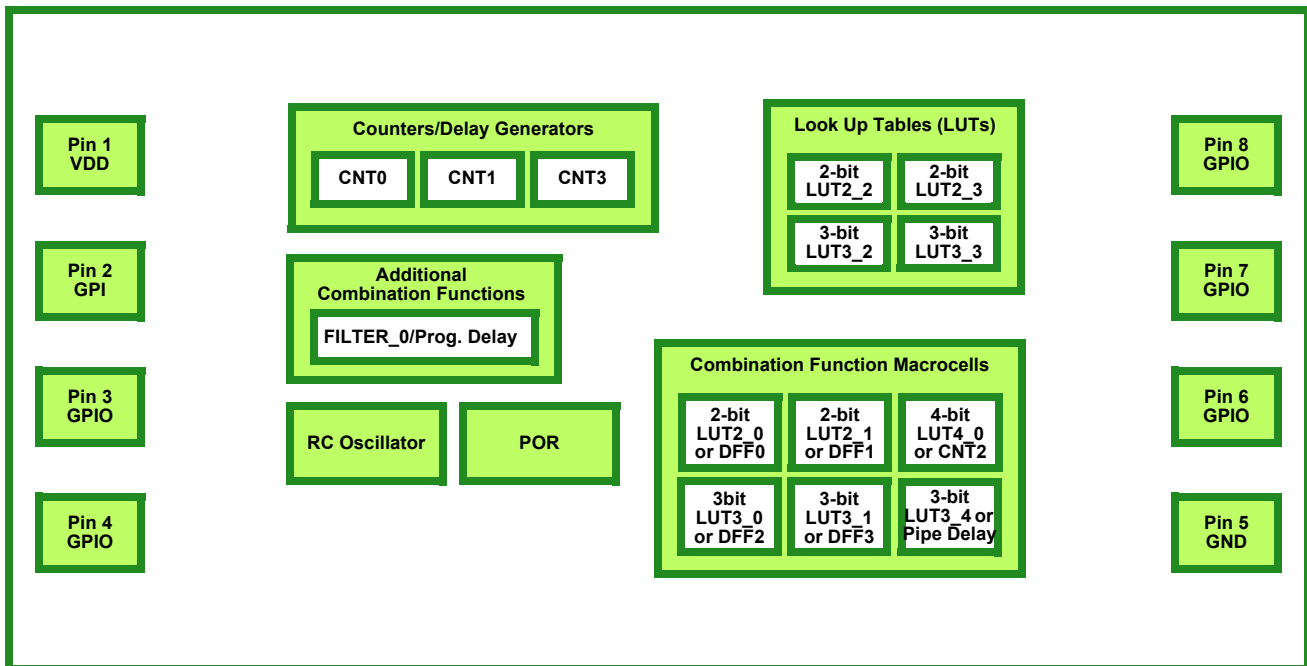 Pin 1
VDD
Pin 2
GPI
Pin 3
GPIO
Pin 4
GPIO
Counters/Delay Generators
CNT0
CNT1
CNT3
Additional
Combination Functions
FILTER_0/Prog. Delay
RC Oscillator
POR
Look Up Tables (LUTs)
2-bit
LUT2_2
2-bit
LUT2_3
3-bit
LUT3_2
3-bit
LUT3_3
Combination Function Macrocells
2-bit
LUT2_0
or DFF0
2-bit
LUT2_1
or DFF1
4-bit
LUT4_0
or CNT2
3bit
LUT3_0
or DFF2
3-bit
LUT3_1
or DFF3
3-bit
LUT3_4 or
Pipe Delay
Pin 8
GPIO
Pin 7
GPIO
Pin 6
GPIO
Pin 5
GND